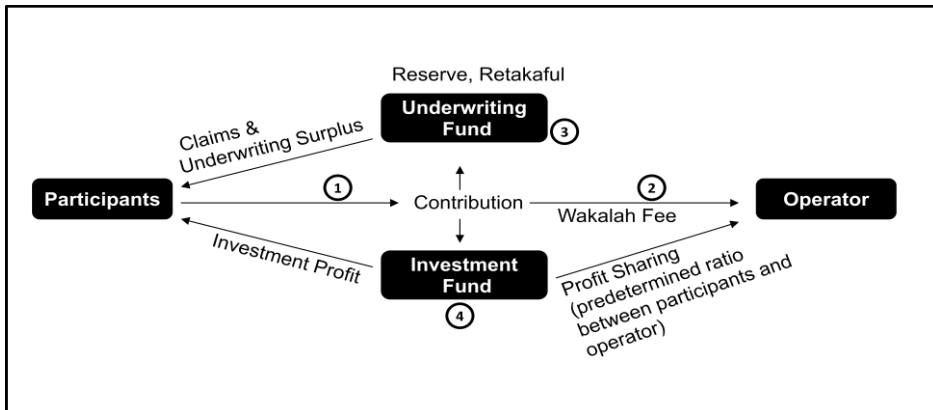 Reserve, Retakaful
Underwriting
Fund
3
Claims &
Underwriting Surplus
Participants
1
Contribution
2
Wakalah Fee
Operator
Investment Profit
Investment
Fund
4
Profit Sharing
(predetermined ratio
between participants and
operator)